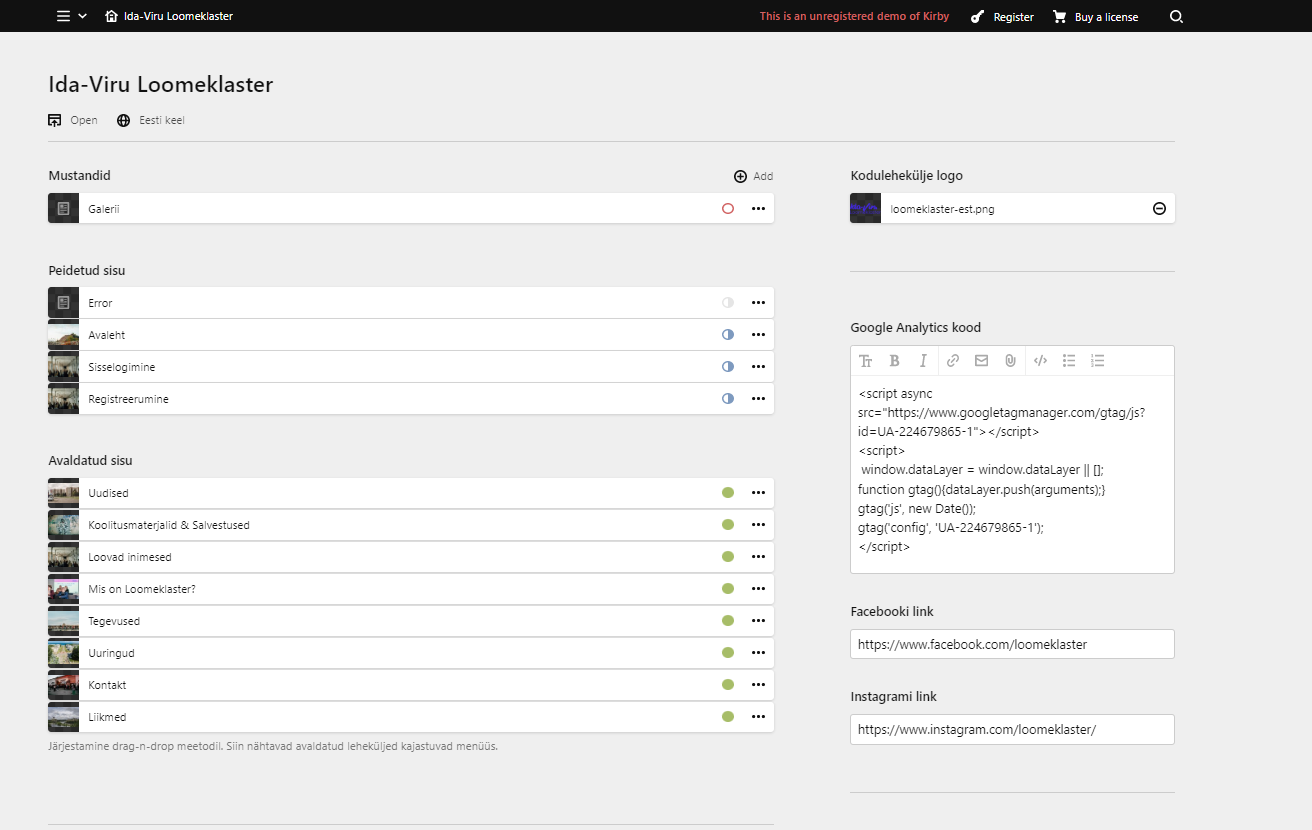 Ida-Viru Loomeklaster
This is an unregistered demo of Kirby
Register
Buy a license
Ida-Viru Loomeklaster
Open
Eesti keel
Mustandid
Add
Galerii
Peidetud sisu
Error
Avaleht
Sisselogimine
Registreerumine
Avaldatud sisu
Uudised
Koolitusmaterjalid & Salvestused
Loovad inimesed
Mis on Loomeklaster?
Tegevused
Uuringud
Kontakt
Liikmed
Järjestamine drag-n-drop meetodil. Siin nähtavad avaldatud leheküljed kajastuvad menüüs.
Kodulehekülje logo
loomeklaster-est.png
Google Analytics kood
<script async
src="https://www.googletagmanager.com/gtag/js?
id=UA-224679865-1"></script>
<script>
window.dataLayer = window.dataLayer || [];
function gtag(){dataLayer.push(arguments);}
gtag('js', new Date());
gtag('config', 'UA-224679865-1');
</script>
Facebooki link
https://www.facebook.com/loomeklaster
Instagrami link
https://www.instagram.com/loomeklaster/